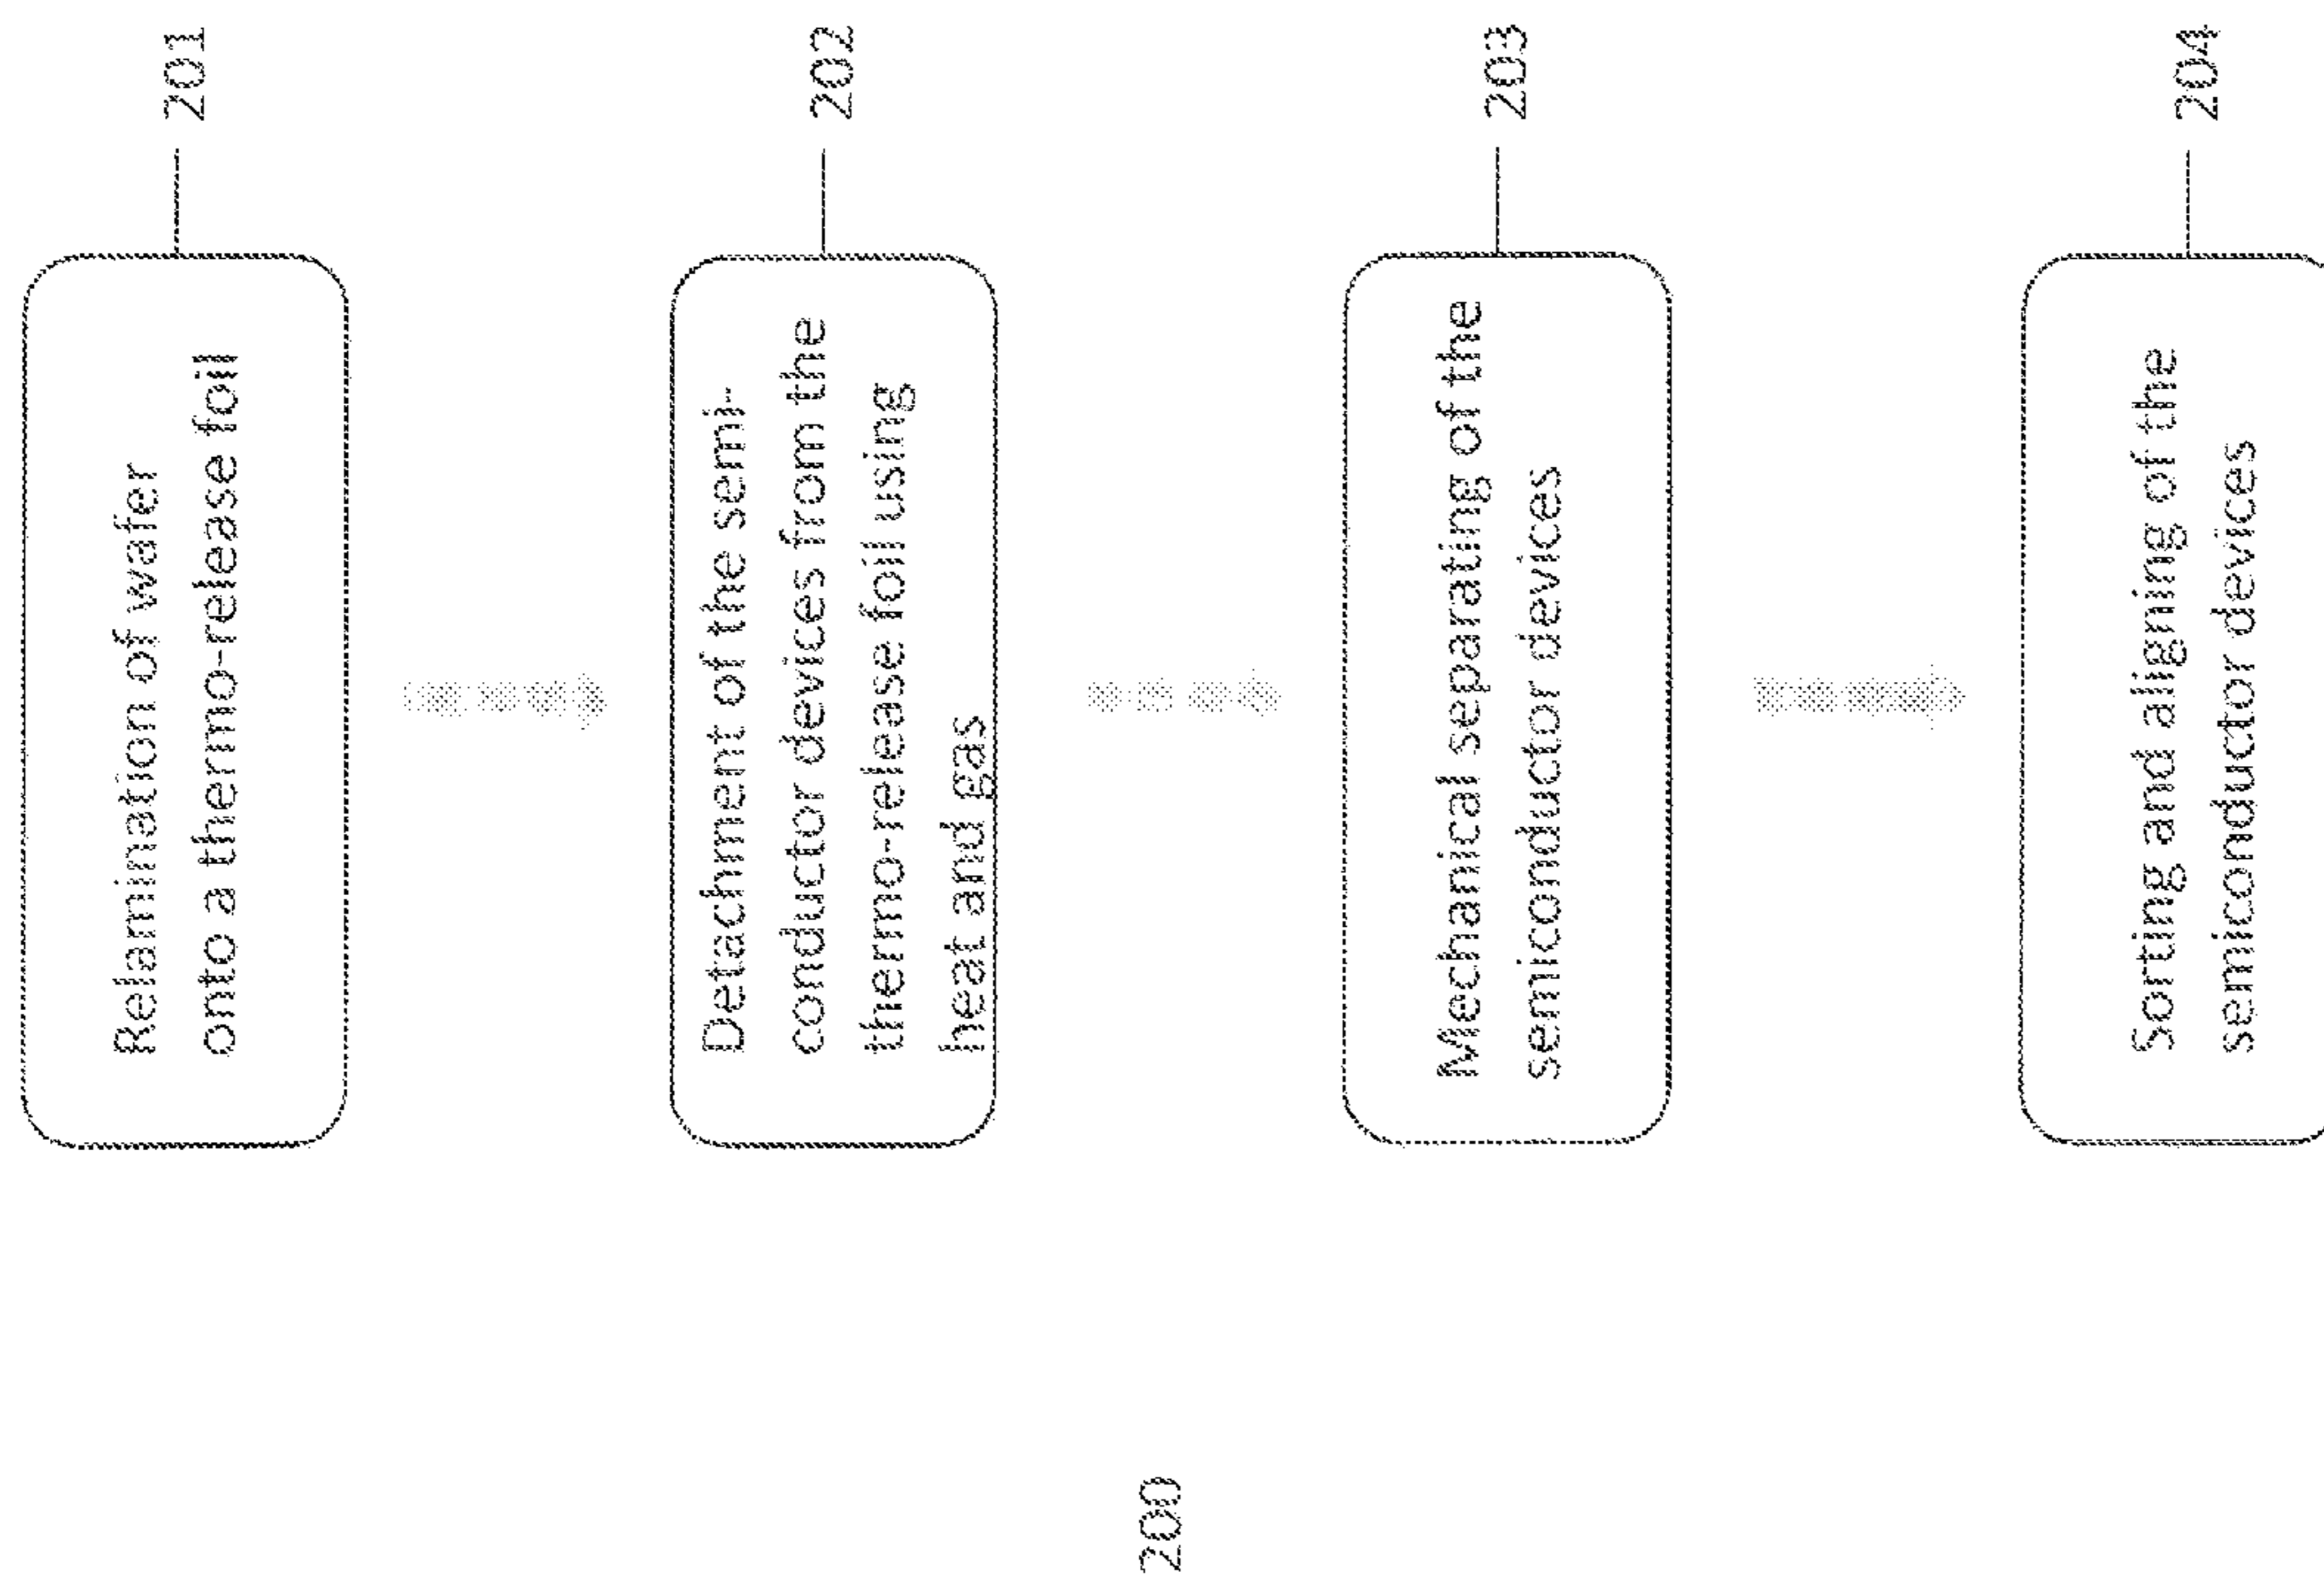 Relamination of wafer
onto a thermo-release foil
201
Detachment of the semi-
conductor devices from the
thermo-release foil using
heat and gas
202
Mechanical separating of the
semiconductor devices
203
Sorting and aligning of the
semiconductor devices
204
200